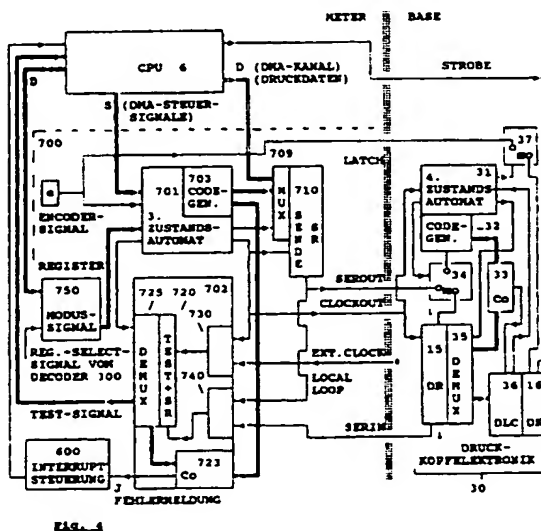 METER BASE
CPU 6
D (DMA-KANAL)
(DRUCKDATEN)
STROBE
D
S (DMA-STEUER-
SIGNALE)
700
709
LATCH
37
e
ENCODER-
SIGNAL
703
701
CODE-
GEN.
3.
ZUSTANDS-
AUTOMAT
MUX
710
SENDE
SR
31
4.
ZUSTANDS
AUTOMAT
CODE-
GEN.
32
34
33
Co
REGISTER
750
MODUS-
SIGNAL
725
720
702
730
740
DEMUX
TEST-SR
SEROUT
CLOCKOUT
EXT.CLOCK
LOCAL
LOOP
SERIN
REG.-SELECT-
SIGNAL VOM
DECODER 300
TEST-SIGNAL
15
DR
35
DEMUX
36
DLC
16
600
INTERRUPT
STEUERUNG
J
723
Co
FEHLERMELDUNG
DRUCK-
KOPFELEKTRONIK
30
Fig. 4